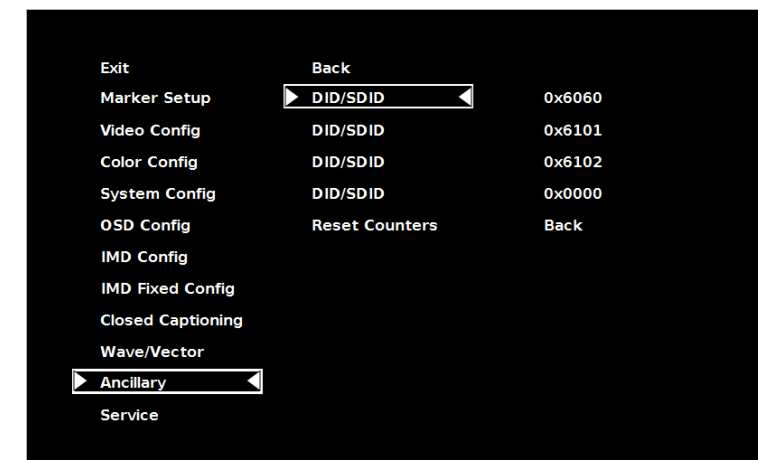 Exit Back
Marker Setup DID/SDID 0x6060
Video Config DID/SDID 0x6101
Color Config DID/SDID 0x6102
System Config DID/SDID 0x0000
OSD Config Reset Counters Back
IMD Config
IMD Fixed Config
Closed Captioning
Wave/Vector
Ancillary
Service